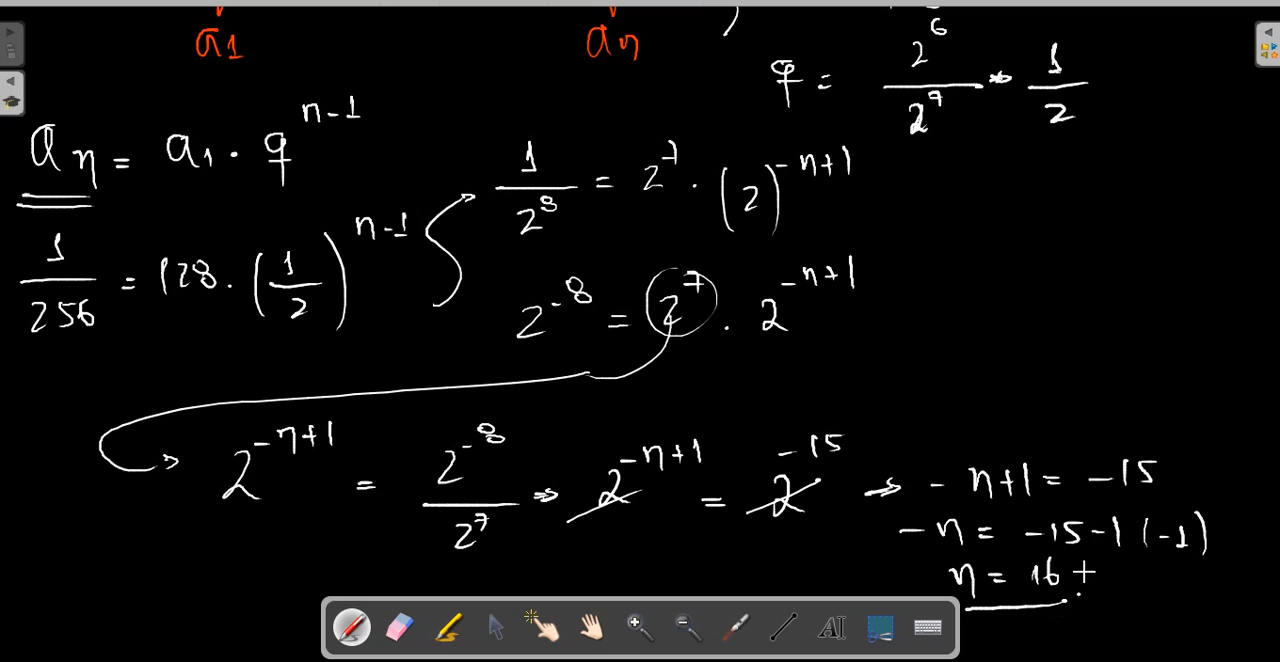 a1
an
q = 2^6 / 2^7 → 1/2
an = a1 · q^(n-1)
1/256 = 128 · (1/2)^(n-1)
1/2^8 = 2^7 · (2)^(-n+1)
2^-8 = 2^7 · 2^(-n+1)
2^(-n+1) = 2^-8 / 2^7 → 2^(-n+1) = 2^-15 → -n+1 = -15
-n = -15-1 (-1)
n = 16
AI